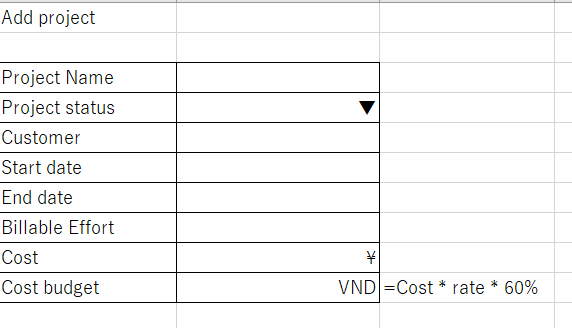 Add project
Project Name
Project status ▼
Customer
Start date
End date
Billable Effort
Cost ¥
Cost budget VND =Cost * rate * 60%